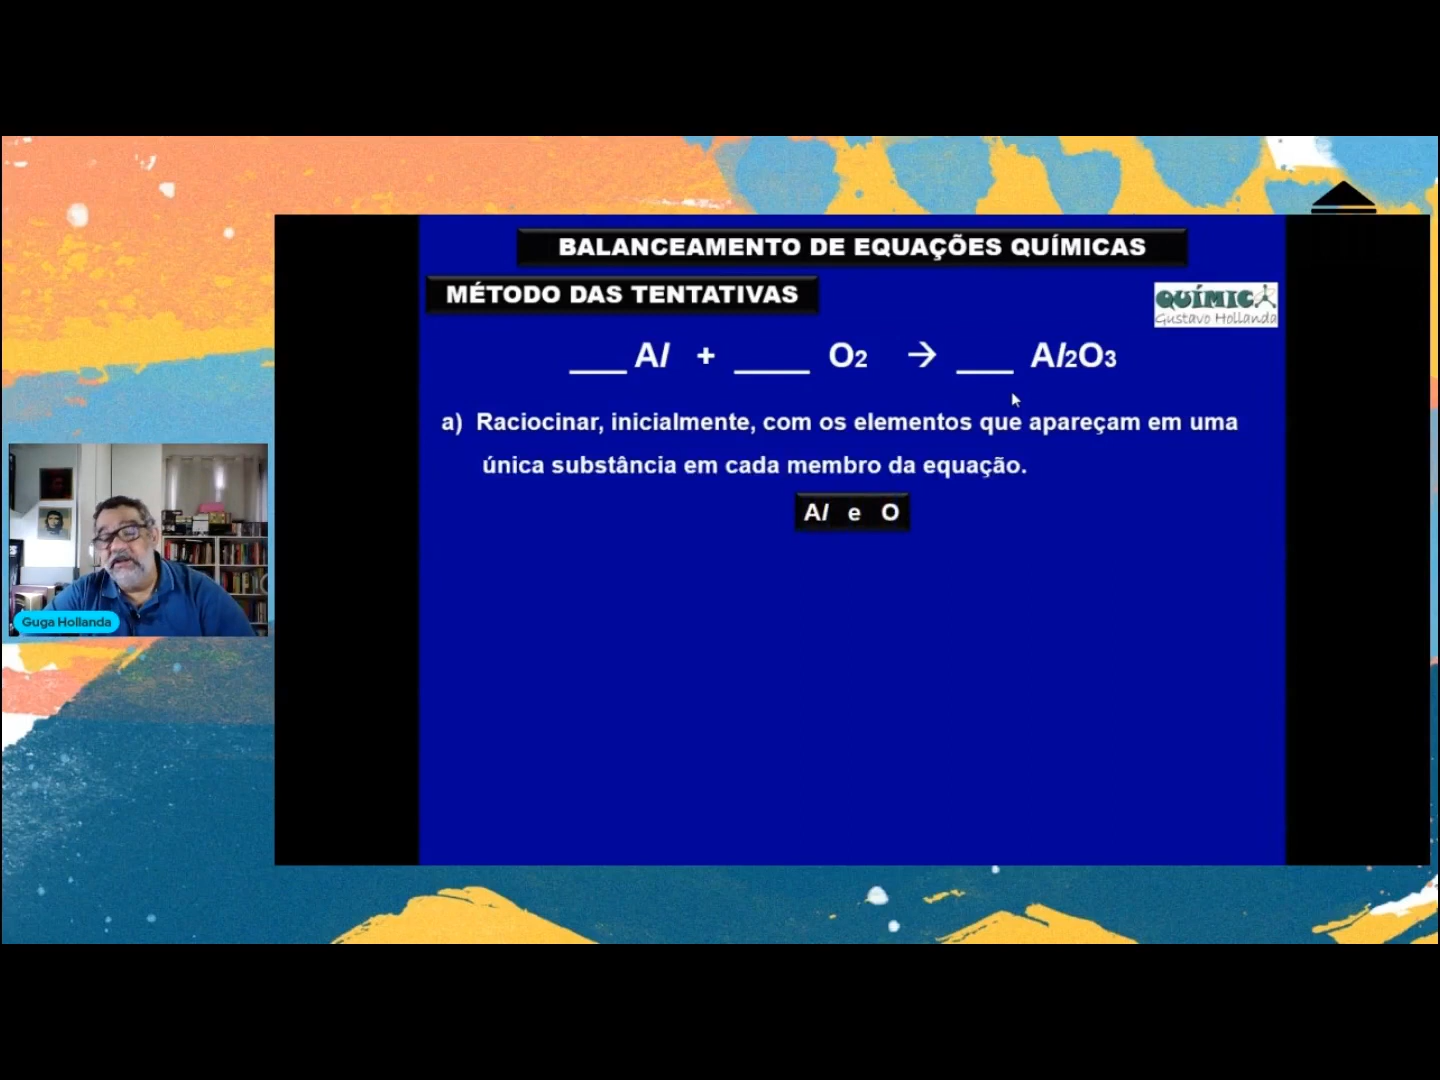 BALANCEAMENTO DE EQUAÇÕES QUÍMICAS
MÉTODO DAS TENTATIVAS
QUÍMICA
Gustavo Hollanda
___ Al + ____ O2 → ___ Al2O3
a) Raciocinar, inicialmente, com os elementos que apareçam em uma
única substância em cada membro da equação.
Al e O
Guga Hollanda